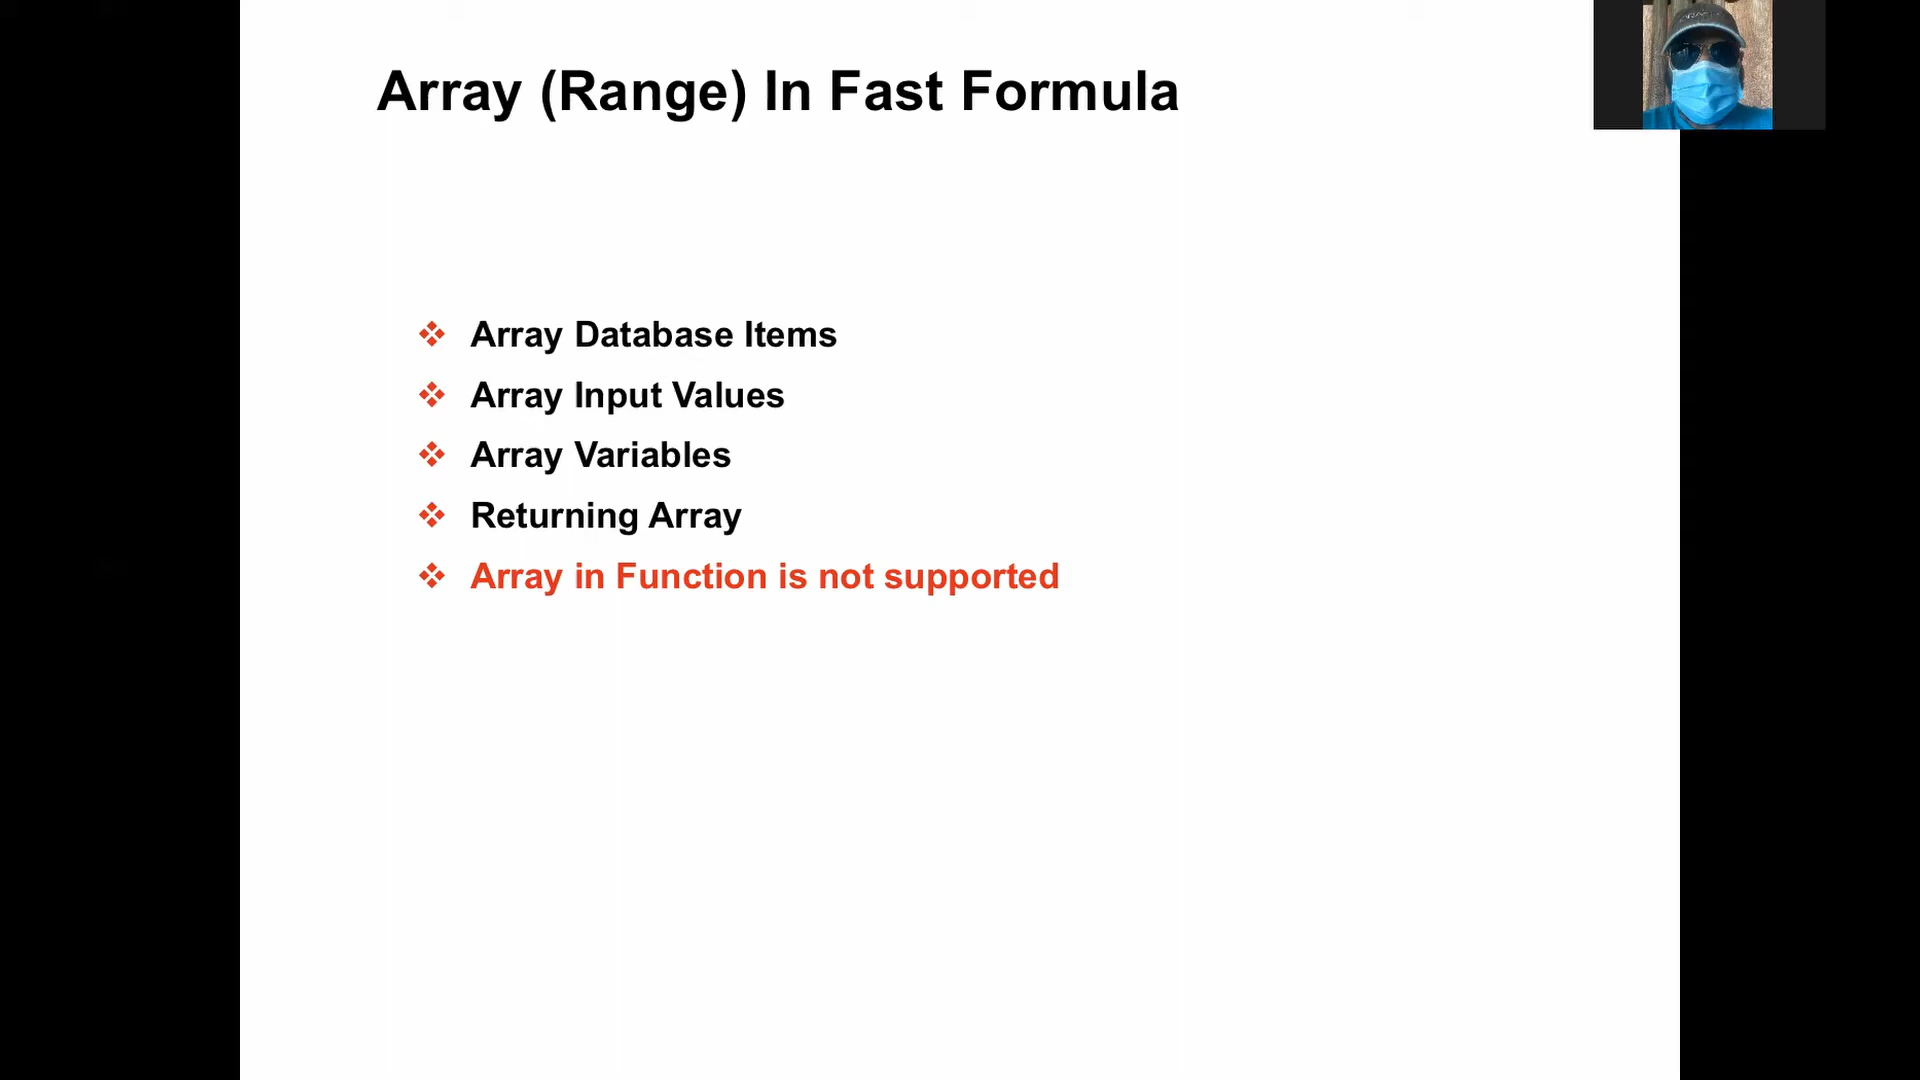 Array (Range) In Fast Formula
Array Database Items
Array Input Values
Array Variables
Returning Array
Array in Function is not supported